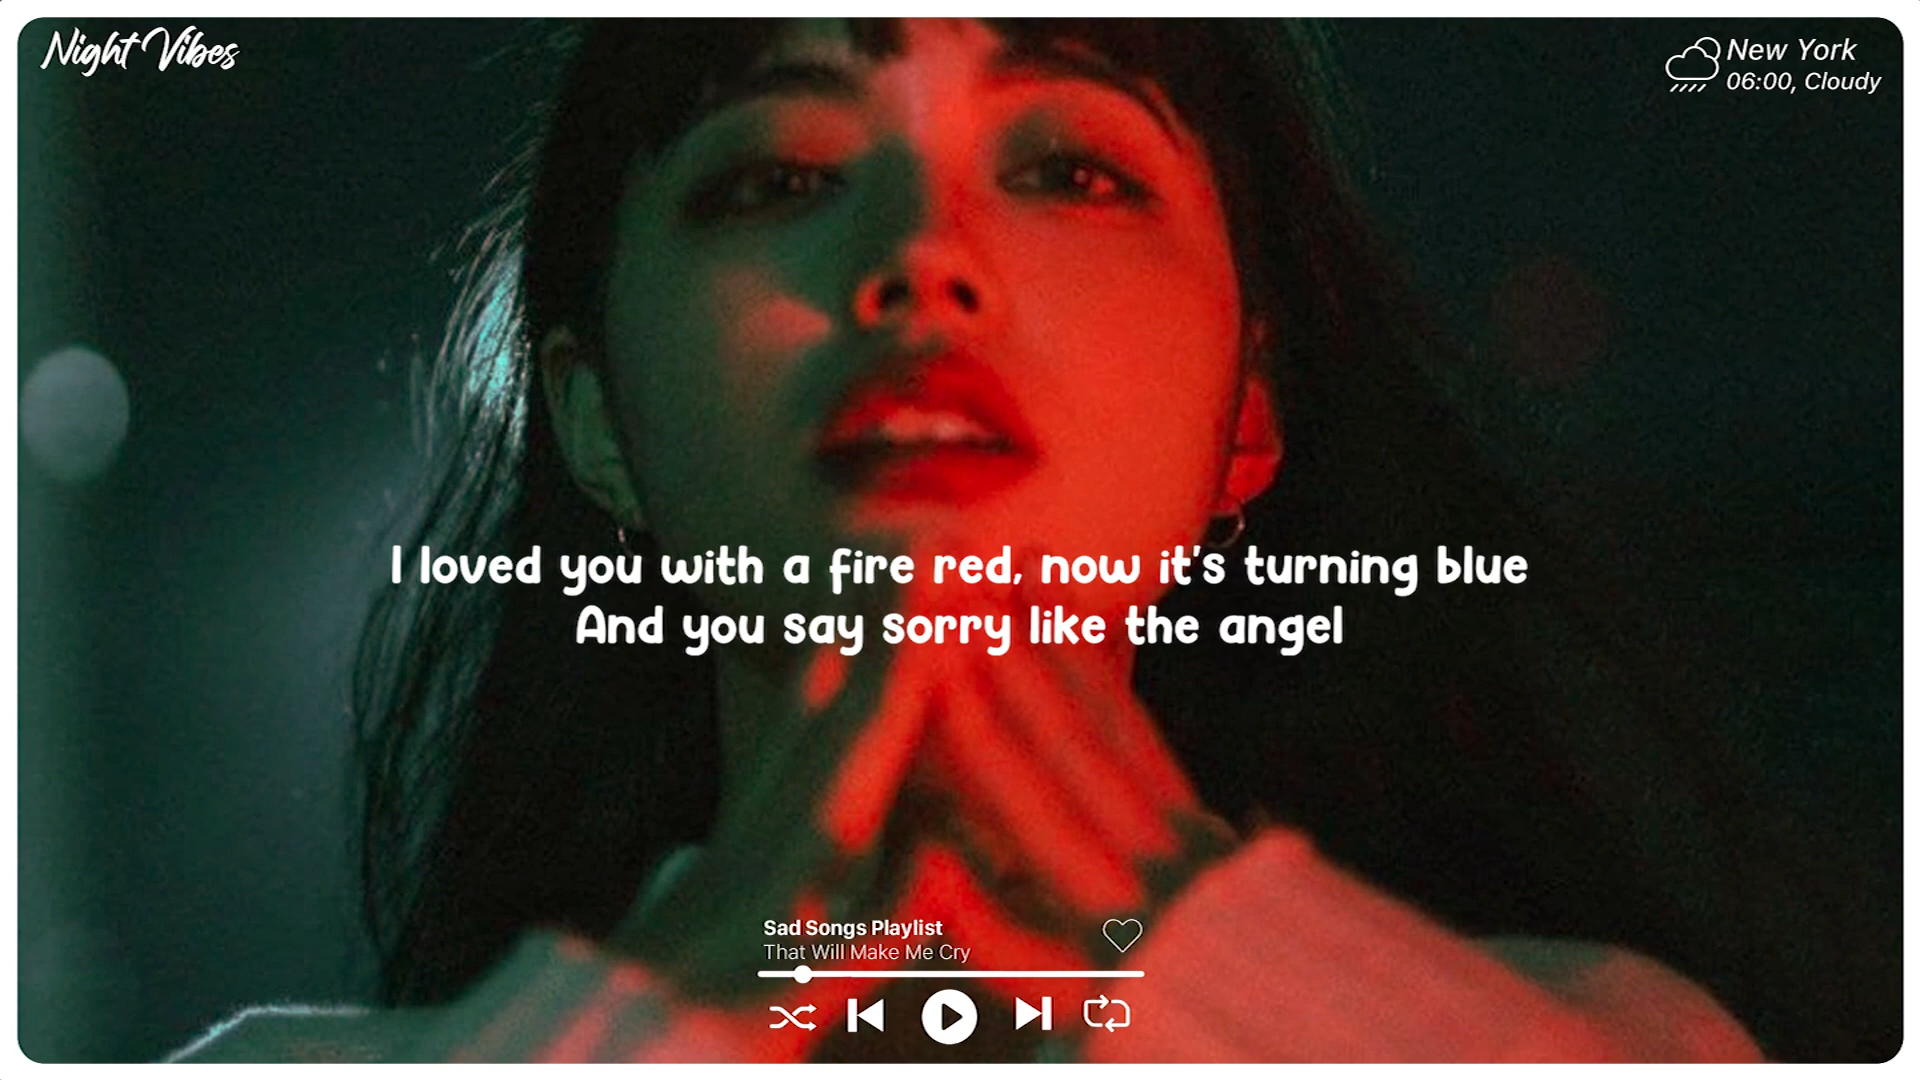 Night Vibes
New York
06:00, Cloudy
I loved you with a fire red, now it's turning blue
And you say sorry like the angel
Sad Songs Playlist
That Will Make Me Cry